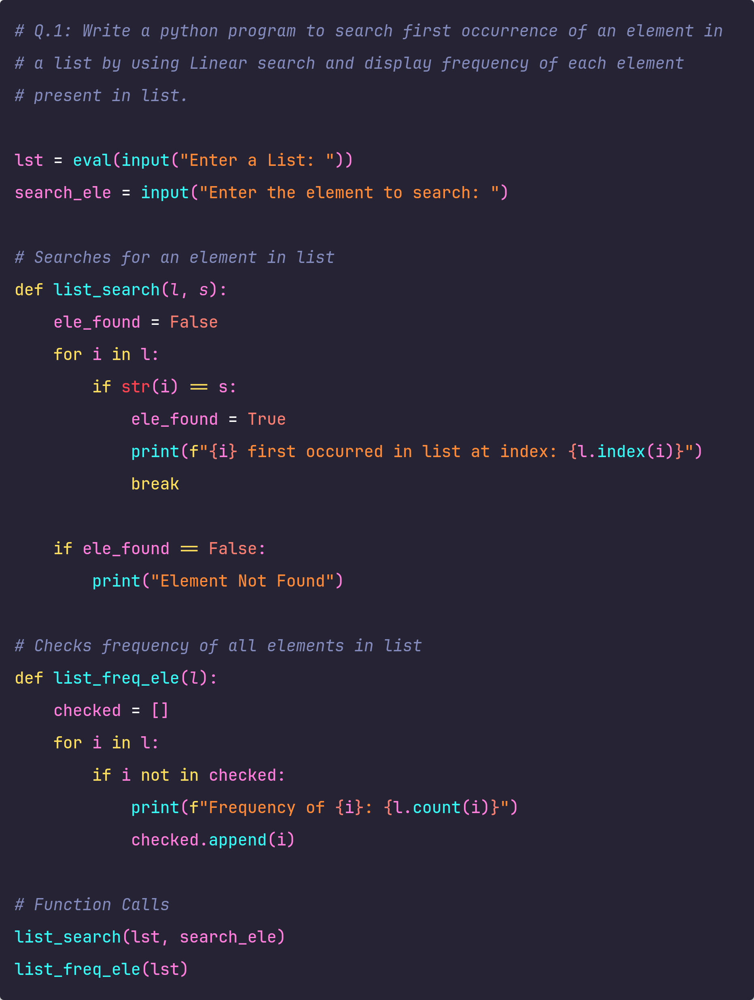 # Q.1: Write a python program to search first occurrence of an element in
# a list by using Linear search and display frequency of each element
# present in list.

lst = eval(input("Enter a List: "))
search_ele = input("Enter the element to search: ")

# Searches for an element in list
def list_search(l, s):
    ele_found = False
    for i in l:
        if str(i) == s:
            ele_found = True
            print(f"{i} first occurred in list at index: {l.index(i)}")
            break

    if ele_found == False:
        print("Element Not Found")

# Checks frequency of all elements in list
def list_freq_ele(l):
    checked = []
    for i in l:
        if i not in checked:
            print(f"Frequency of {i}: {l.count(i)}")
            checked.append(i)

# Function Calls
list_search(lst, search_ele)
list_freq_ele(lst)